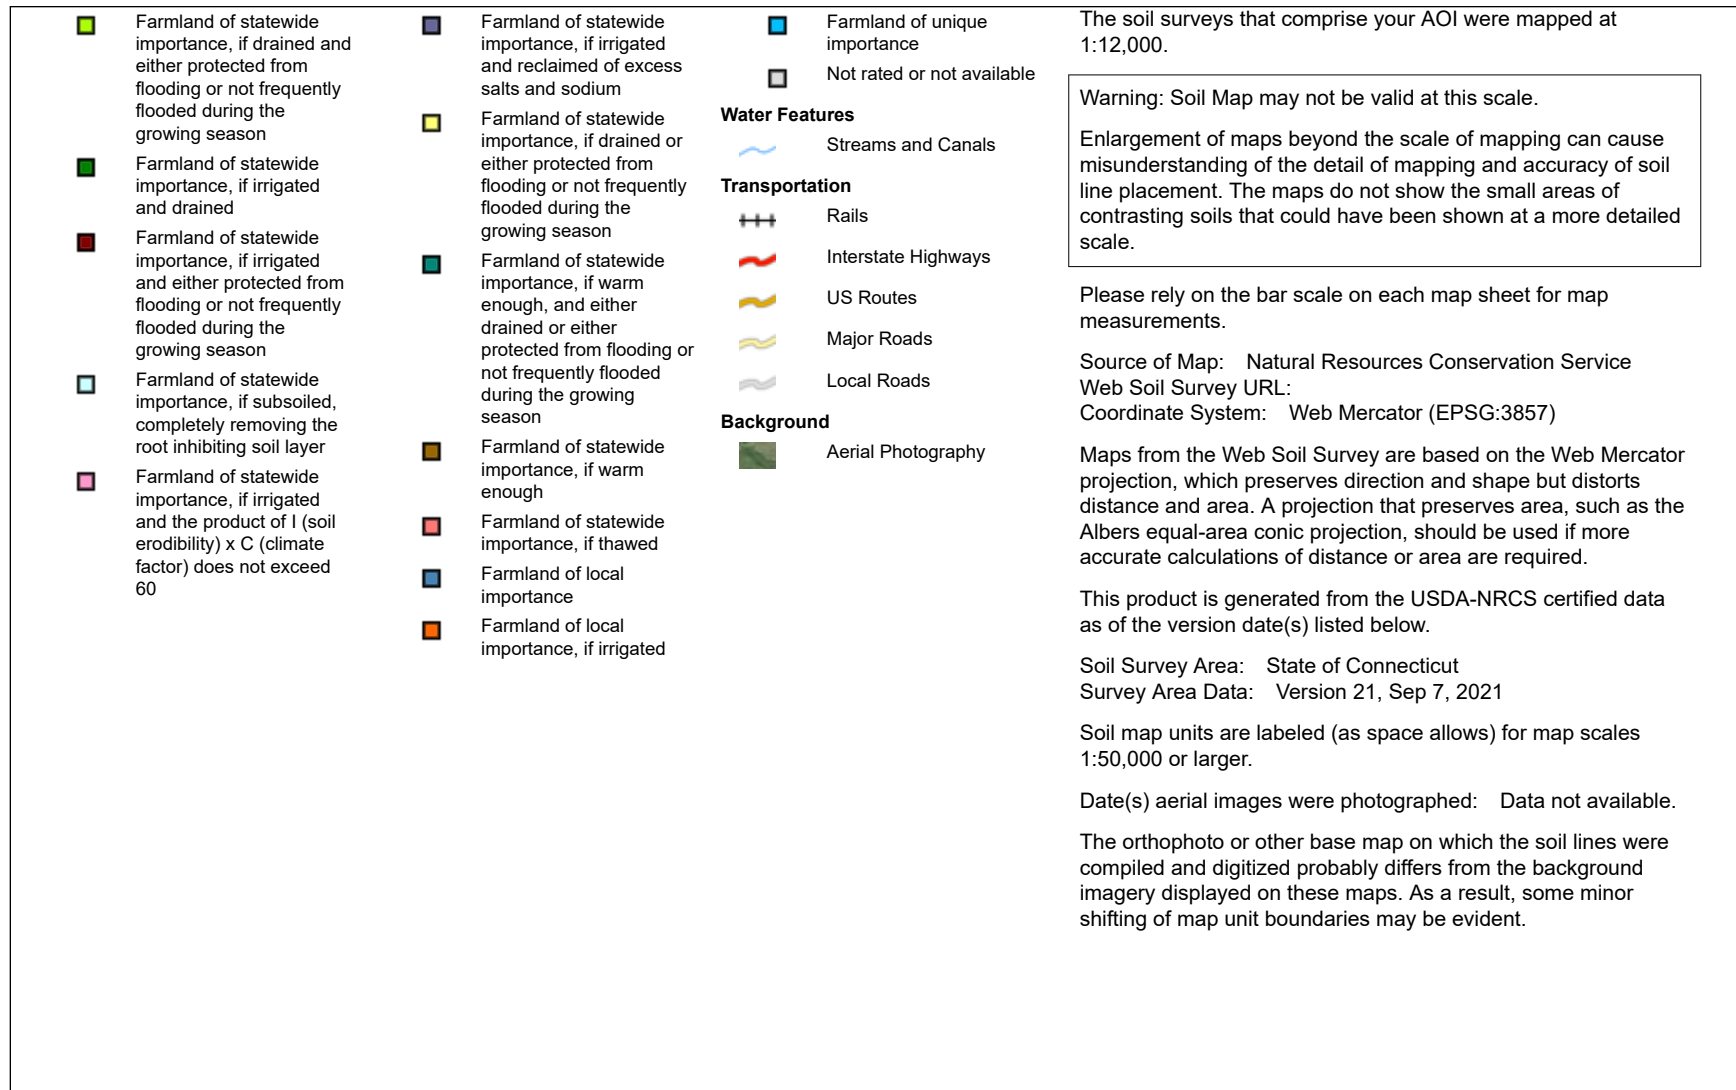 Farmland of statewide
importance, if drained and
either protected from
flooding or not frequently
flooded during the
growing season
Farmland of statewide
importance, if irrigated
and drained
Farmland of statewide
importance, if irrigated
and either protected from
flooding or not frequently
flooded during the
growing season
Farmland of statewide
importance, if subsoiled,
completely removing the
root inhibiting soil layer
Farmland of statewide
importance, if irrigated
and the product of I (soil
erodibility) x C (climate
factor) does not exceed
60
Farmland of statewide
importance, if irrigated
and reclaimed of excess
salts and sodium
Farmland of statewide
importance, if drained or
either protected from
flooding or not frequently
flooded during the
growing season
Farmland of statewide
importance, if warm
enough, and either
drained or either
protected from flooding or
not frequently flooded
during the growing
season
Farmland of statewide
importance, if warm
enough
Farmland of statewide
importance, if thawed
Farmland of local
importance
Farmland of local
importance, if irrigated
Farmland of unique
importance
Not rated or not available
Water Features
Streams and Canals
Transportation
Rails
Interstate Highways
US Routes
Major Roads
Local Roads
Background
Aerial Photography
The soil surveys that comprise your AOI were mapped at
1:12,000.
Warning: Soil Map may not be valid at this scale.
Enlargement of maps beyond the scale of mapping can cause
misunderstanding of the detail of mapping and accuracy of soil
line placement. The maps do not show the small areas of
contrasting soils that could have been shown at a more detailed
scale.
Please rely on the bar scale on each map sheet for map
measurements.
Source of Map: Natural Resources Conservation Service
Web Soil Survey URL:
Coordinate System: Web Mercator (EPSG:3857)
Maps from the Web Soil Survey are based on the Web Mercator
projection, which preserves direction and shape but distorts
distance and area. A projection that preserves area, such as the
Albers equal-area conic projection, should be used if more
accurate calculations of distance or area are required.
This product is generated from the USDA-NRCS certified data
as of the version date(s) listed below.
Soil Survey Area: State of Connecticut
Survey Area Data: Version 21, Sep 7, 2021
Soil map units are labeled (as space allows) for map scales
1:50,000 or larger.
Date(s) aerial images were photographed: Data not available.
The orthophoto or other base map on which the soil lines were
compiled and digitized probably differs from the background
imagery displayed on these maps. As a result, some minor
shifting of map unit boundaries may be evident.